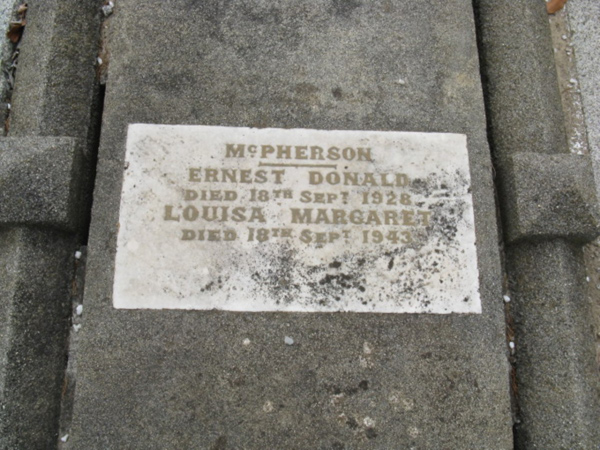 McPHERSON
ERNEST DONALD
DIED 18TH SEPT 1928
LOUISA MARGARET
DIED 18TH SEPT 1943